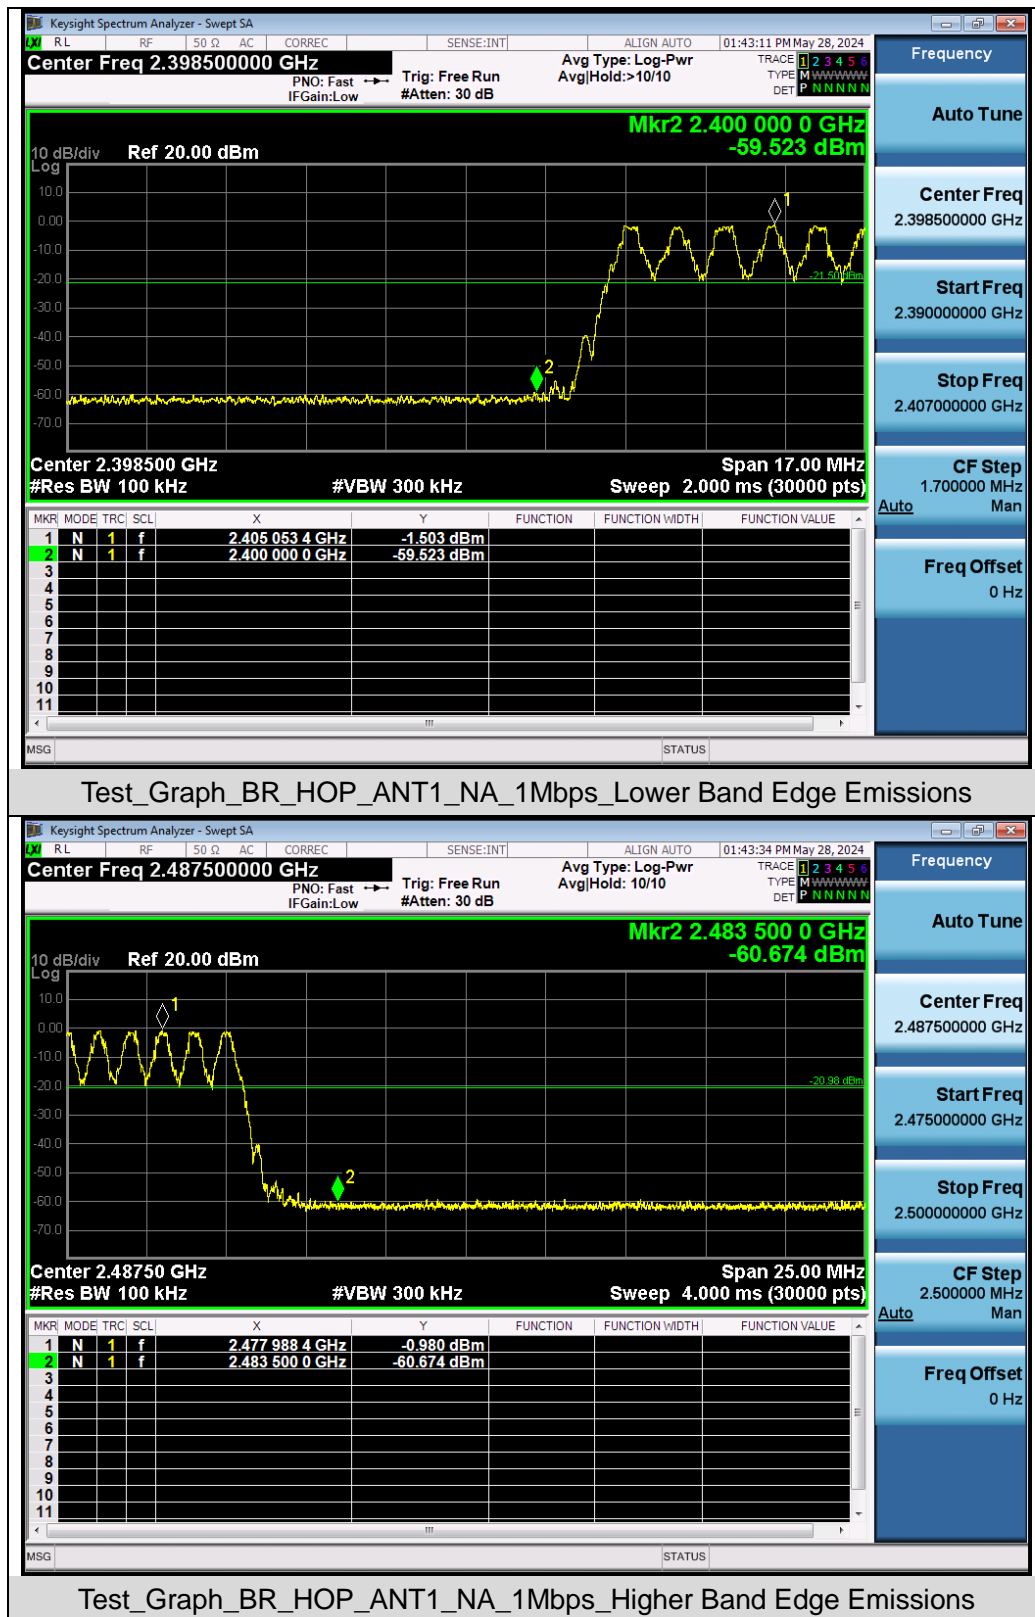 Keysight Spectrum Analyzer - Swept SA
LXI RL RF 50 Ω AC CORREC SENSE:INT ALIGN AUTO 01:43:11 PM May 28, 2024
Center Freq 2.398500000 GHz
PNO: Fast
IFGain:Low
Trig: Free Run
#Atten: 30 dB
Avg Type: Log-Pwr
Avg|Hold:>10/10
TRACE 1 2 3 4 5 6
TYPE M WWWWW
DET P N N N N N
Mkr2 2.400 000 0 GHz
-59.523 dBm
10 dB/div Ref 20.00 dBm
Log
10.0
0.00
-10.0
-20.0
-30.0
-40.0
-50.0
-60.0
-70.0
1
2
-21.50 dBm
Center 2.398500 GHz Span 17.00 MHz
#Res BW 100 kHz #VBW 300 kHz Sweep 2.000 ms (30000 pts)
MKR MODE TRC SCL X Y FUNCTION FUNCTION WIDTH FUNCTION VALUE
1 N 1 f 2.405 053 4 GHz -1.503 dBm
2 N 1 f 2.400 000 0 GHz -59.523 dBm
3
4
5
6
7
8
9
10
11
MSG STATUS
Frequency
Auto Tune
Center Freq
2.398500000 GHz
Start Freq
2.390000000 GHz
Stop Freq
2.407000000 GHz
CF Step
1.700000 MHz
Auto Man
Freq Offset
0 Hz
Test_Graph_BR_HOP_ANT1_NA_1Mbps_Lower Band Edge Emissions
Keysight Spectrum Analyzer - Swept SA
LXI RL RF 50 Ω AC CORREC SENSE:INT ALIGN AUTO 01:43:34 PM May 28, 2024
Center Freq 2.487500000 GHz
PNO: Fast
IFGain:Low
Trig: Free Run
#Atten: 30 dB
Avg Type: Log-Pwr
Avg|Hold: 10/10
TRACE 1 2 3 4 5 6
TYPE M WWWWW
DET P N N N N N
Mkr2 2.483 500 0 GHz
-60.674 dBm
10 dB/div Ref 20.00 dBm
Log
10.0
0.00
-10.0
-20.0
-30.0
-40.0
-50.0
-60.0
-70.0
1
2
-20.98 dBm
Center 2.48750 GHz Span 25.00 MHz
#Res BW 100 kHz #VBW 300 kHz Sweep 4.000 ms (30000 pts)
MKR MODE TRC SCL X Y FUNCTION FUNCTION WIDTH FUNCTION VALUE
1 N 1 f 2.477 988 4 GHz -0.980 dBm
2 N 1 f 2.483 500 0 GHz -60.674 dBm
3
4
5
6
7
8
9
10
11
MSG STATUS
Frequency
Auto Tune
Center Freq
2.487500000 GHz
Start Freq
2.475000000 GHz
Stop Freq
2.500000000 GHz
CF Step
2.500000 MHz
Auto Man
Freq Offset
0 Hz
Test_Graph_BR_HOP_ANT1_NA_1Mbps_Higher Band Edge Emissions